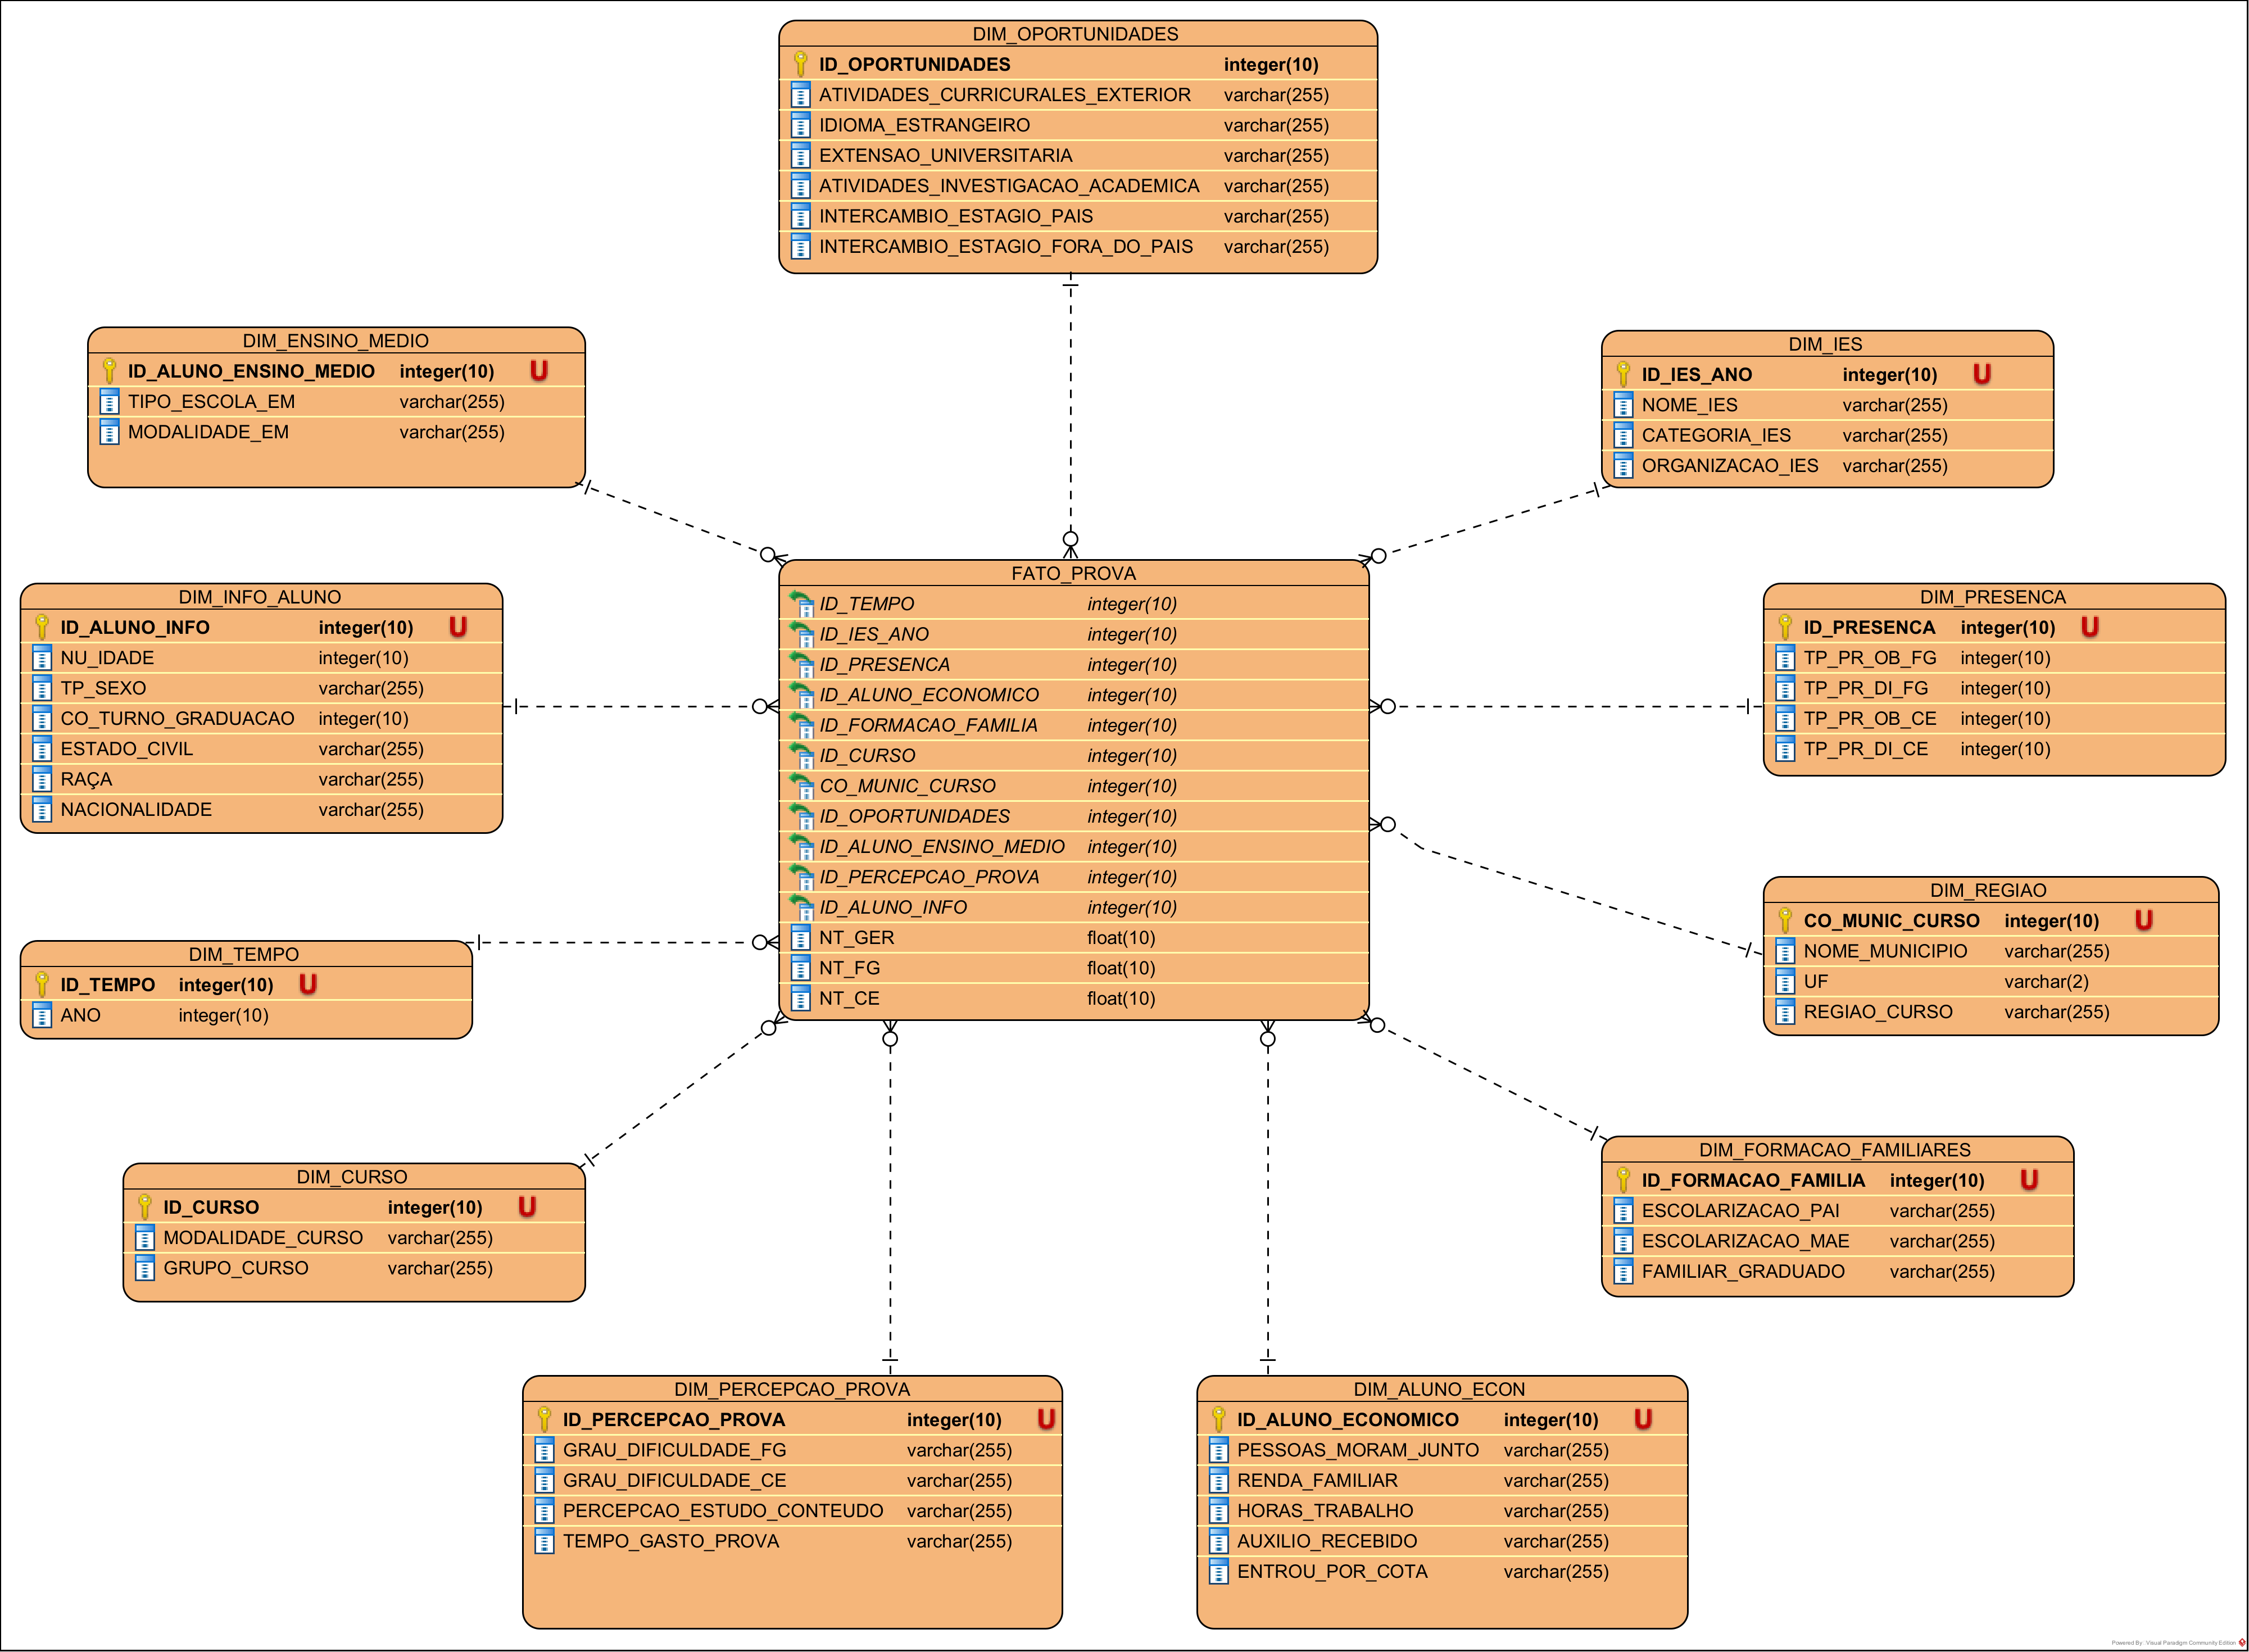 DIM_OPORTUNIDADES
ID_OPORTUNIDADES integer(10)
ATIVIDADES_CURRICURALES_EXTERIOR varchar(255)
IDIOMA_ESTRANGEIRO varchar(255)
EXTENSAO_UNIVERSITARIA varchar(255)
ATIVIDADES_INVESTIGACAO_ACADEMICA varchar(255)
INTERCAMBIO_ESTAGIO_PAIS varchar(255)
INTERCAMBIO_ESTAGIO_FORA_DO_PAIS varchar(255)
DIM_ENSINO_MEDIO
ID_ALUNO_ENSINO_MEDIO integer(10) U
TIPO_ESCOLA_EM varchar(255)
MODALIDADE_EM varchar(255)
DIM_IES
ID_IES_ANO integer(10) U
NOME_IES varchar(255)
CATEGORIA_IES varchar(255)
ORGANIZACAO_IES varchar(255)
DIM_INFO_ALUNO
ID_ALUNO_INFO integer(10) U
NU_IDADE integer(10)
TP_SEXO varchar(255)
CO_TURNO_GRADUACAO integer(10)
ESTADO_CIVIL varchar(255)
RAÇA varchar(255)
NACIONALIDADE varchar(255)
FATO_PROVA
ID_TEMPO integer(10)
ID_IES_ANO integer(10)
ID_PRESENCA integer(10)
ID_ALUNO_ECONOMICO integer(10)
ID_FORMACAO_FAMILIA integer(10)
ID_CURSO integer(10)
CO_MUNIC_CURSO integer(10)
ID_OPORTUNIDADES integer(10)
ID_ALUNO_ENSINO_MEDIO integer(10)
ID_PERCEPCAO_PROVA integer(10)
ID_ALUNO_INFO integer(10)
NT_GER float(10)
NT_FG float(10)
NT_CE float(10)
DIM_PRESENCA
ID_PRESENCA integer(10) U
TP_PR_OB_FG integer(10)
TP_PR_DI_FG integer(10)
TP_PR_OB_CE integer(10)
TP_PR_DI_CE integer(10)
DIM_REGIAO
CO_MUNIC_CURSO integer(10) U
NOME_MUNICIPIO varchar(255)
UF varchar(2)
REGIAO_CURSO varchar(255)
DIM_TEMPO
ID_TEMPO integer(10) U
ANO integer(10)
DIM_CURSO
ID_CURSO integer(10) U
MODALIDADE_CURSO varchar(255)
GRUPO_CURSO varchar(255)
DIM_FORMACAO_FAMILIARES
ID_FORMACAO_FAMILIA integer(10) U
ESCOLARIZACAO_PAI varchar(255)
ESCOLARIZACAO_MAE varchar(255)
FAMILIAR_GRADUADO varchar(255)
DIM_PERCEPCAO_PROVA
ID_PERCEPCAO_PROVA integer(10) U
GRAU_DIFICULDADE_FG varchar(255)
GRAU_DIFICULDADE_CE varchar(255)
PERCEPCAO_ESTUDO_CONTEUDO varchar(255)
TEMPO_GASTO_PROVA varchar(255)
DIM_ALUNO_ECON
ID_ALUNO_ECONOMICO integer(10) U
PESSOAS_MORAM_JUNTO varchar(255)
RENDA_FAMILIAR varchar(255)
HORAS_TRABALHO varchar(255)
AUXILIO_RECEBIDO varchar(255)
ENTROU_POR_COTA varchar(255)
Powered By: Visual Paradigm Community Edition